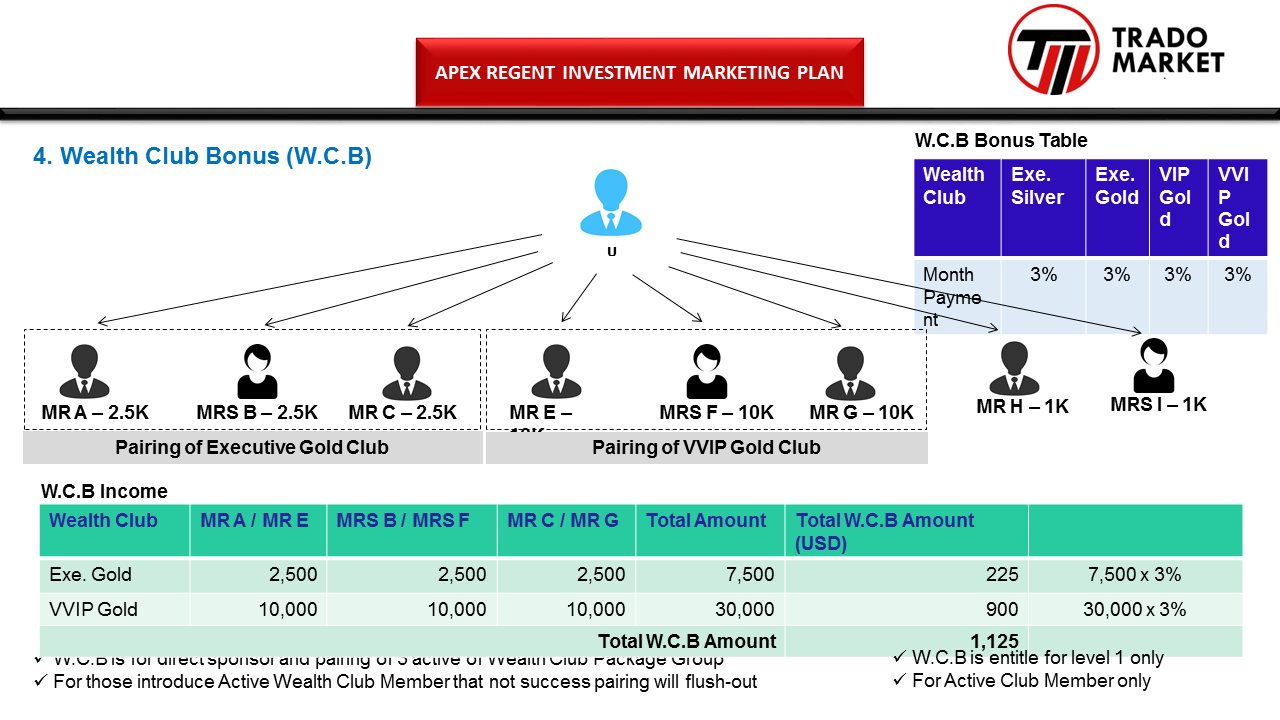 APEX REGENT INVESTMENT MARKETING PLAN
TRADO
MARKET
4. Wealth Club Bonus (W.C.B)
W.C.B Bonus Table
Wealth Club Exe. Silver Exe. Gold VIP Gol d VVI P Gol d
Month Payme nt 3% 3% 3% 3%
U
MR A – 2.5K MRS B – 2.5K MR C – 2.5K MR E – MRS F – 10K MR G – 10K MR H – 1K MRS I – 1K
Pairing of Executive Gold Club Pairing of VVIP Gold Club
W.C.B Income
Wealth Club MR A / MR E MRS B / MRS F MR C / MR G Total Amount Total W.C.B Amount (USD)
Exe. Gold 2,500 2,500 2,500 7,500 225 7,500 x 3%
VVIP Gold 10,000 10,000 10,000 30,000 900 30,000 x 3%
Total W.C.B Amount 1,125
✓ W.C.B is for direct sponsor and pairing of 3 active of Wealth Club Package Group
✓ For those introduce Active Wealth Club Member that not success pairing will flush-out
✓ W.C.B is entitle for level 1 only
✓ For Active Club Member only